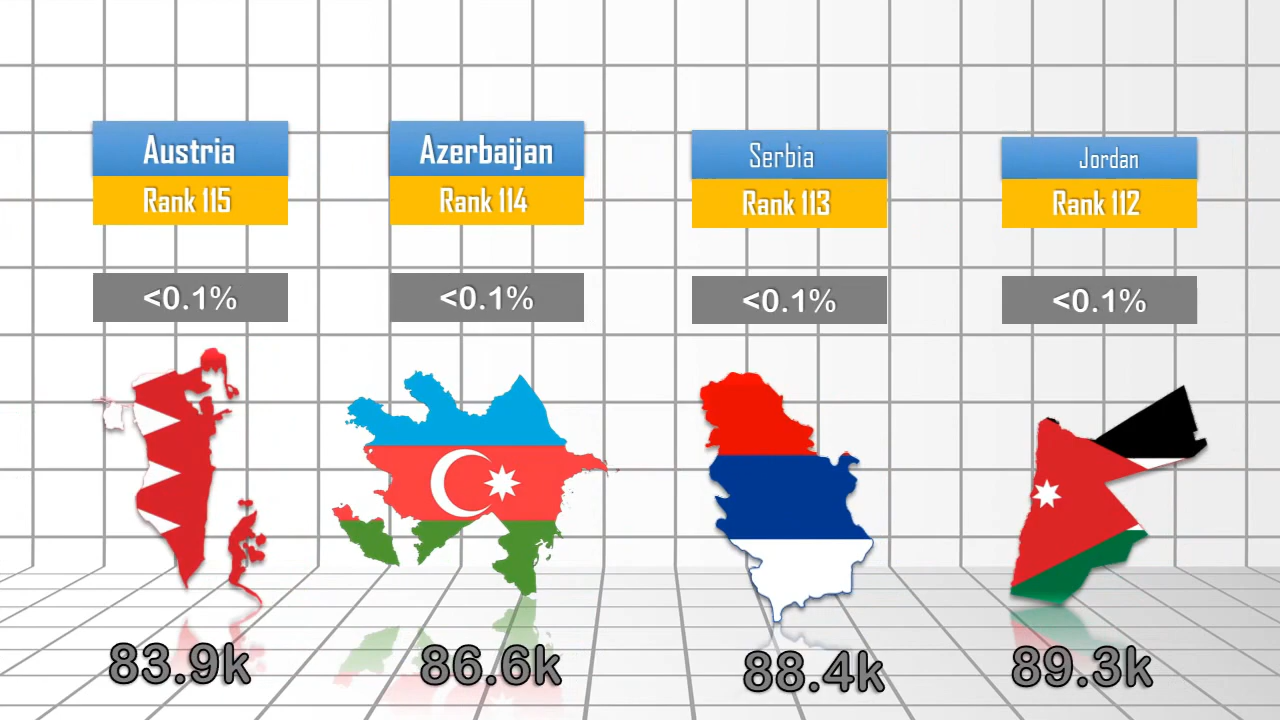 Austria
Rank 115
<0.1%
83.9k
Azerbaijan
Rank 114
<0.1%
86.6k
Serbia
Rank 113
<0.1%
88.4k
Jordan
Rank 112
<0.1%
89.3k